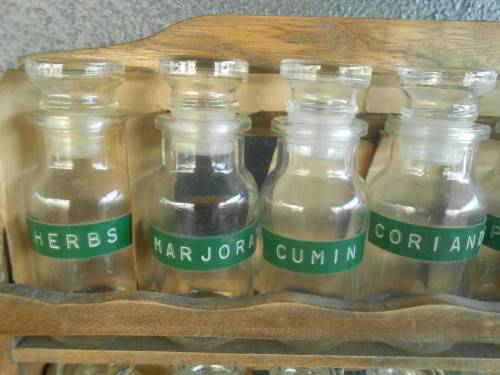 HERBS
MARJORA
CUMIN
CORIAND
P